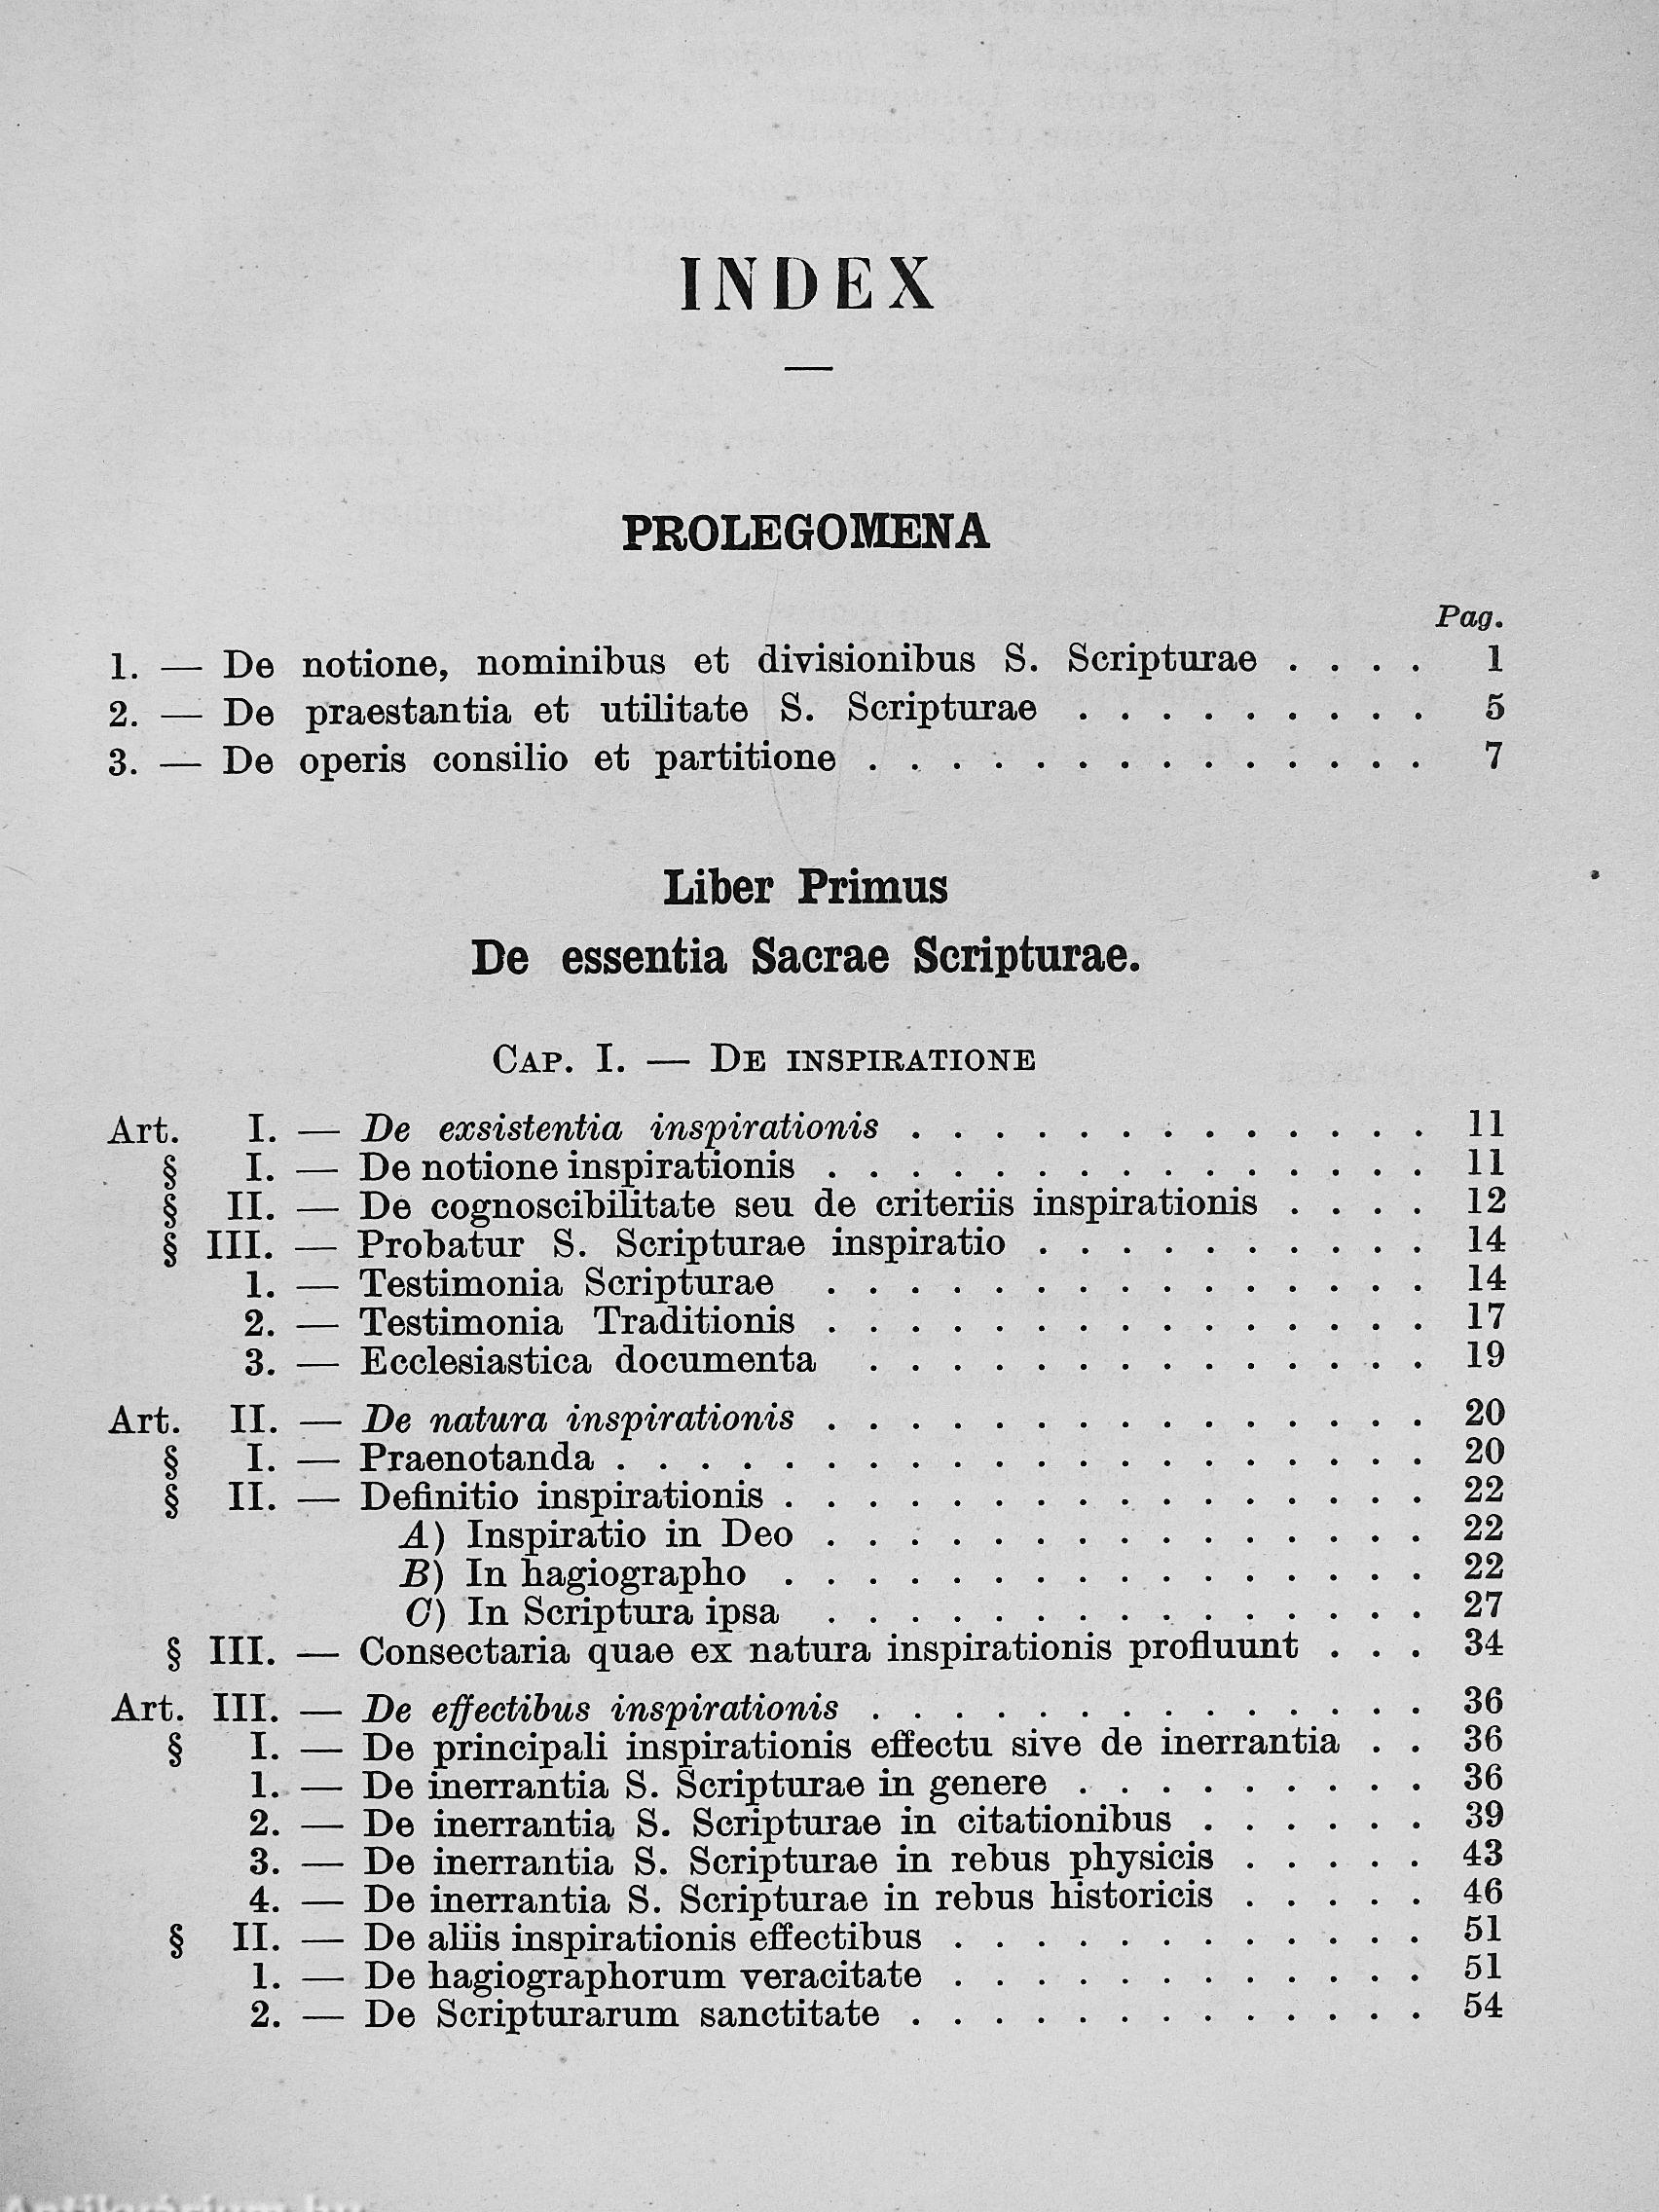 INDEX
PROLEGOMENA
Pag.
1. — De notione, nominibus et divisionibus S. Scripturae . . . . 1
2. — De praestantia et utilitate S. Scripturae . . . . . . . . . 5
3. — De operis consilio et partitione . . . . . . . . . . . . . . 7
Liber Primus
De essentia Sacrae Scripturae.
CAP. I. — DE INSPIRATIONE
Art. I. — De exsistentia inspirationis . . . . . . . . . . . . . 11
§ I. — De notione inspirationis . . . . . . . . . . . . . . . 11
§ II. — De cognoscibilitate seu de criteriis inspirationis . . . . 12
§ III. — Probatur S. Scripturae inspiratio . . . . . . . . . . 14
1. — Testimonia Scripturae . . . . . . . . . . . . . . . 14
2. — Testimonia Traditionis . . . . . . . . . . . . . . . 17
3. — Ecclesiastica documenta . . . . . . . . . . . . . . 19
Art. II. — De natura inspirationis . . . . . . . . . . . . . . . 20
§ I. — Praenotanda . . . . . . . . . . . . . . . . . . . . 20
§ II. — Definitio inspirationis . . . . . . . . . . . . . . . . 22
A) Inspiratio in Deo . . . . . . . . . . . . . . . 22
B) In hagiographo . . . . . . . . . . . . . . . . 22
C) In Scriptura ipsa . . . . . . . . . . . . . . . 27
§ III. — Consectaria quae ex natura inspirationis profluunt . . . 34
Art. III. — De effectibus inspirationis . . . . . . . . . . . . . . 36
§ I. — De principali inspirationis effectu sive de inerrantia . . 36
1. — De inerrantia S. Scripturae in genere . . . . . . . . . 36
2. — De inerrantia S. Scripturae in citationibus . . . . . . 39
3. — De inerrantia S. Scripturae in rebus physicis . . . . . 43
4. — De inerrantia S. Scripturae in rebus historicis . . . . . 46
§ II. — De aliis inspirationis effectibus . . . . . . . . . . . . 51
1. — De hagiographorum veracitate . . . . . . . . . . . . 51
2. — De Scripturarum sanctitate . . . . . . . . . . . . . 54